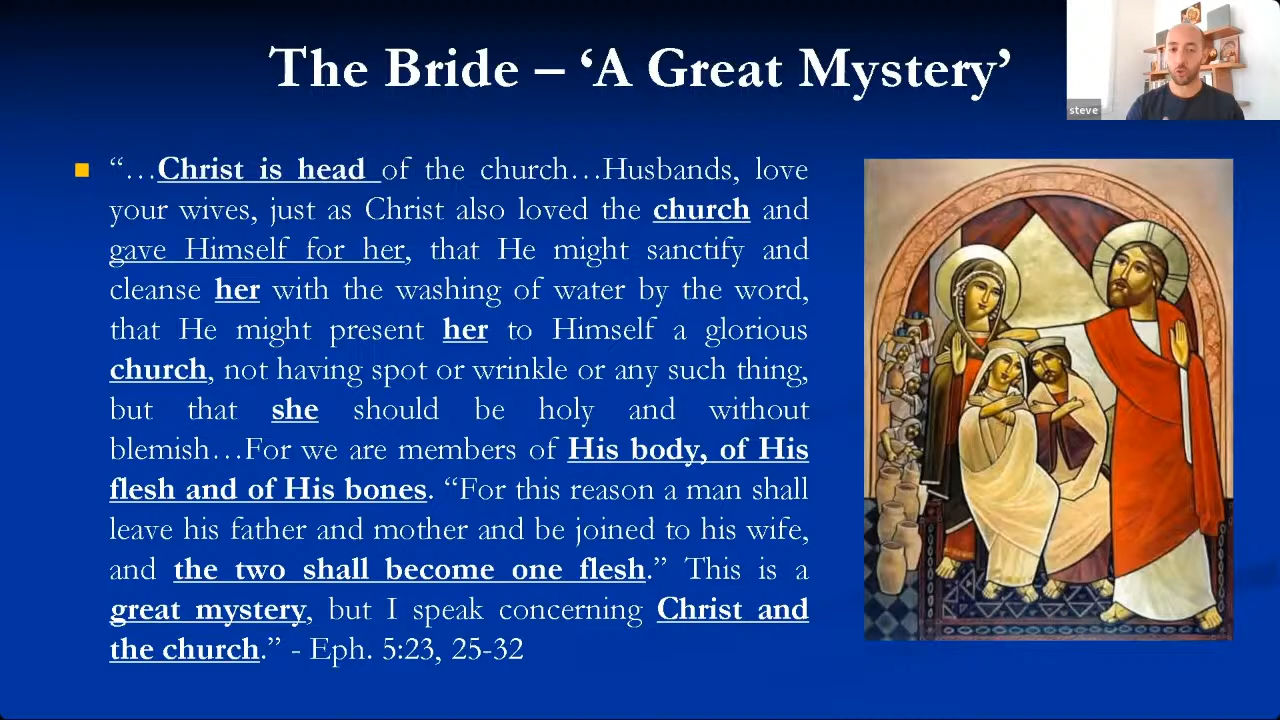 The Bride – ‘A Great Mystery’
steve
“…Christ is head of the church…Husbands, love
your wives, just as Christ also loved the church and
gave Himself for her, that He might sanctify and
cleanse her with the washing of water by the word,
that He might present her to Himself a glorious
church, not having spot or wrinkle or any such thing,
but that she should be holy and without
blemish…For we are members of His body, of His
flesh and of His bones. “For this reason a man shall
leave his father and mother and be joined to his wife,
and the two shall become one flesh.” This is a
great mystery, but I speak concerning Christ and
the church.” - Eph. 5:23, 25-32